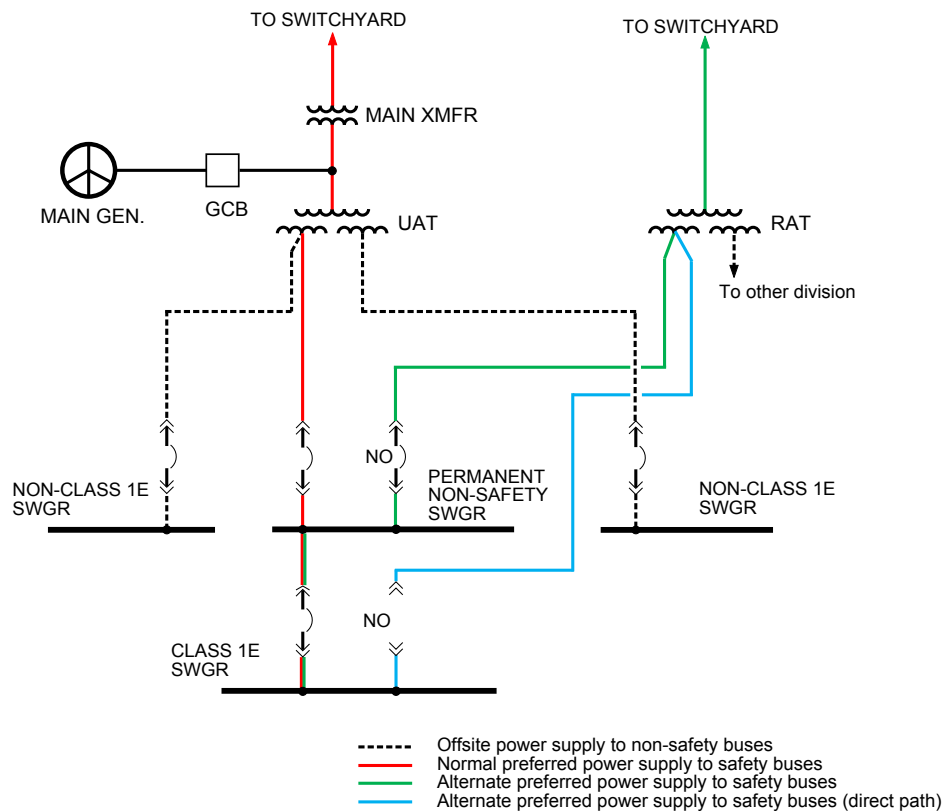 TO SWITCHYARD
TO SWITCHYARD
MAIN XMFR
MAIN GEN.
GCB
UAT
RAT
To other division
NO
NON-CLASS 1E
SWGR
PERMANENT
NON-SAFETY
SWGR
NON-CLASS 1E
SWGR
NO
CLASS 1E
SWGR
Offsite power supply to non-safety buses
Normal preferred power supply to safety buses
Alternate preferred power supply to safety buses
Alternate preferred power supply to safety buses (direct path)